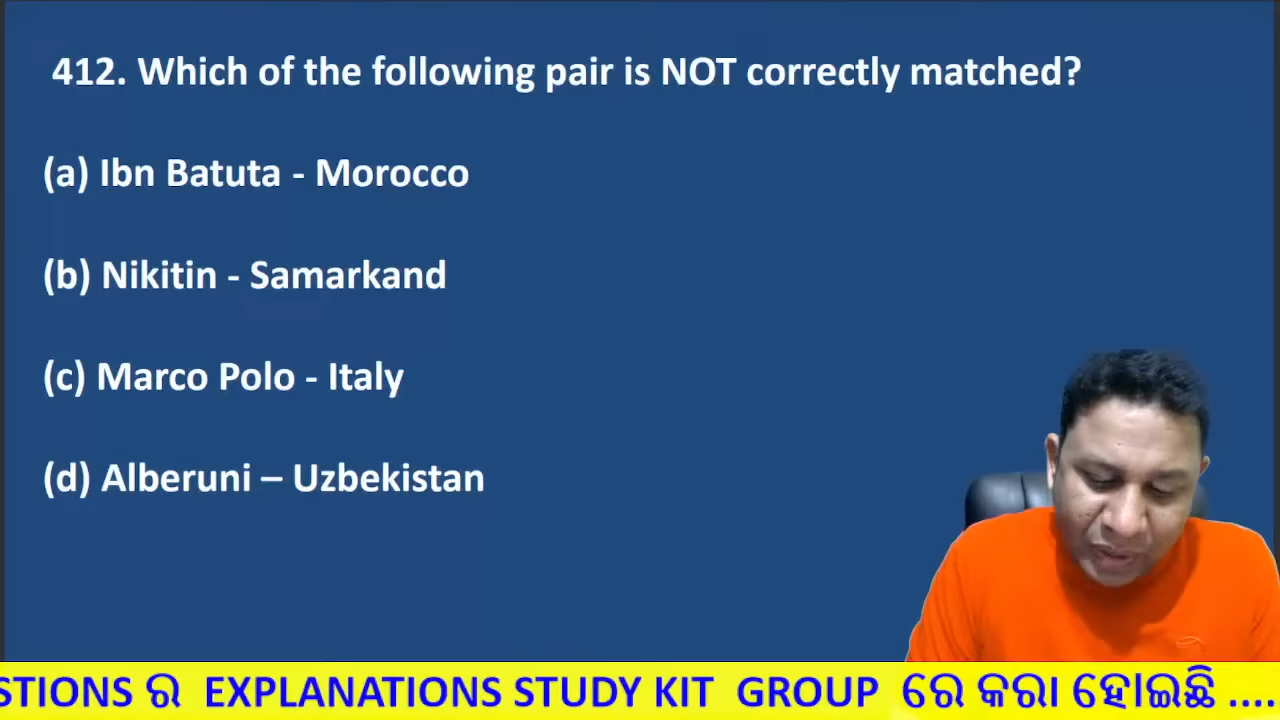 412. Which of the following pair is NOT correctly matched?
(a) Ibn Batuta - Morocco
(b) Nikitin - Samarkand
(c) Marco Polo - Italy
(d) Alberuni – Uzbekistan
STIONS ର EXPLANATIONS STUDY KIT GROUP ରେ କରା ହୋଇଛି ....